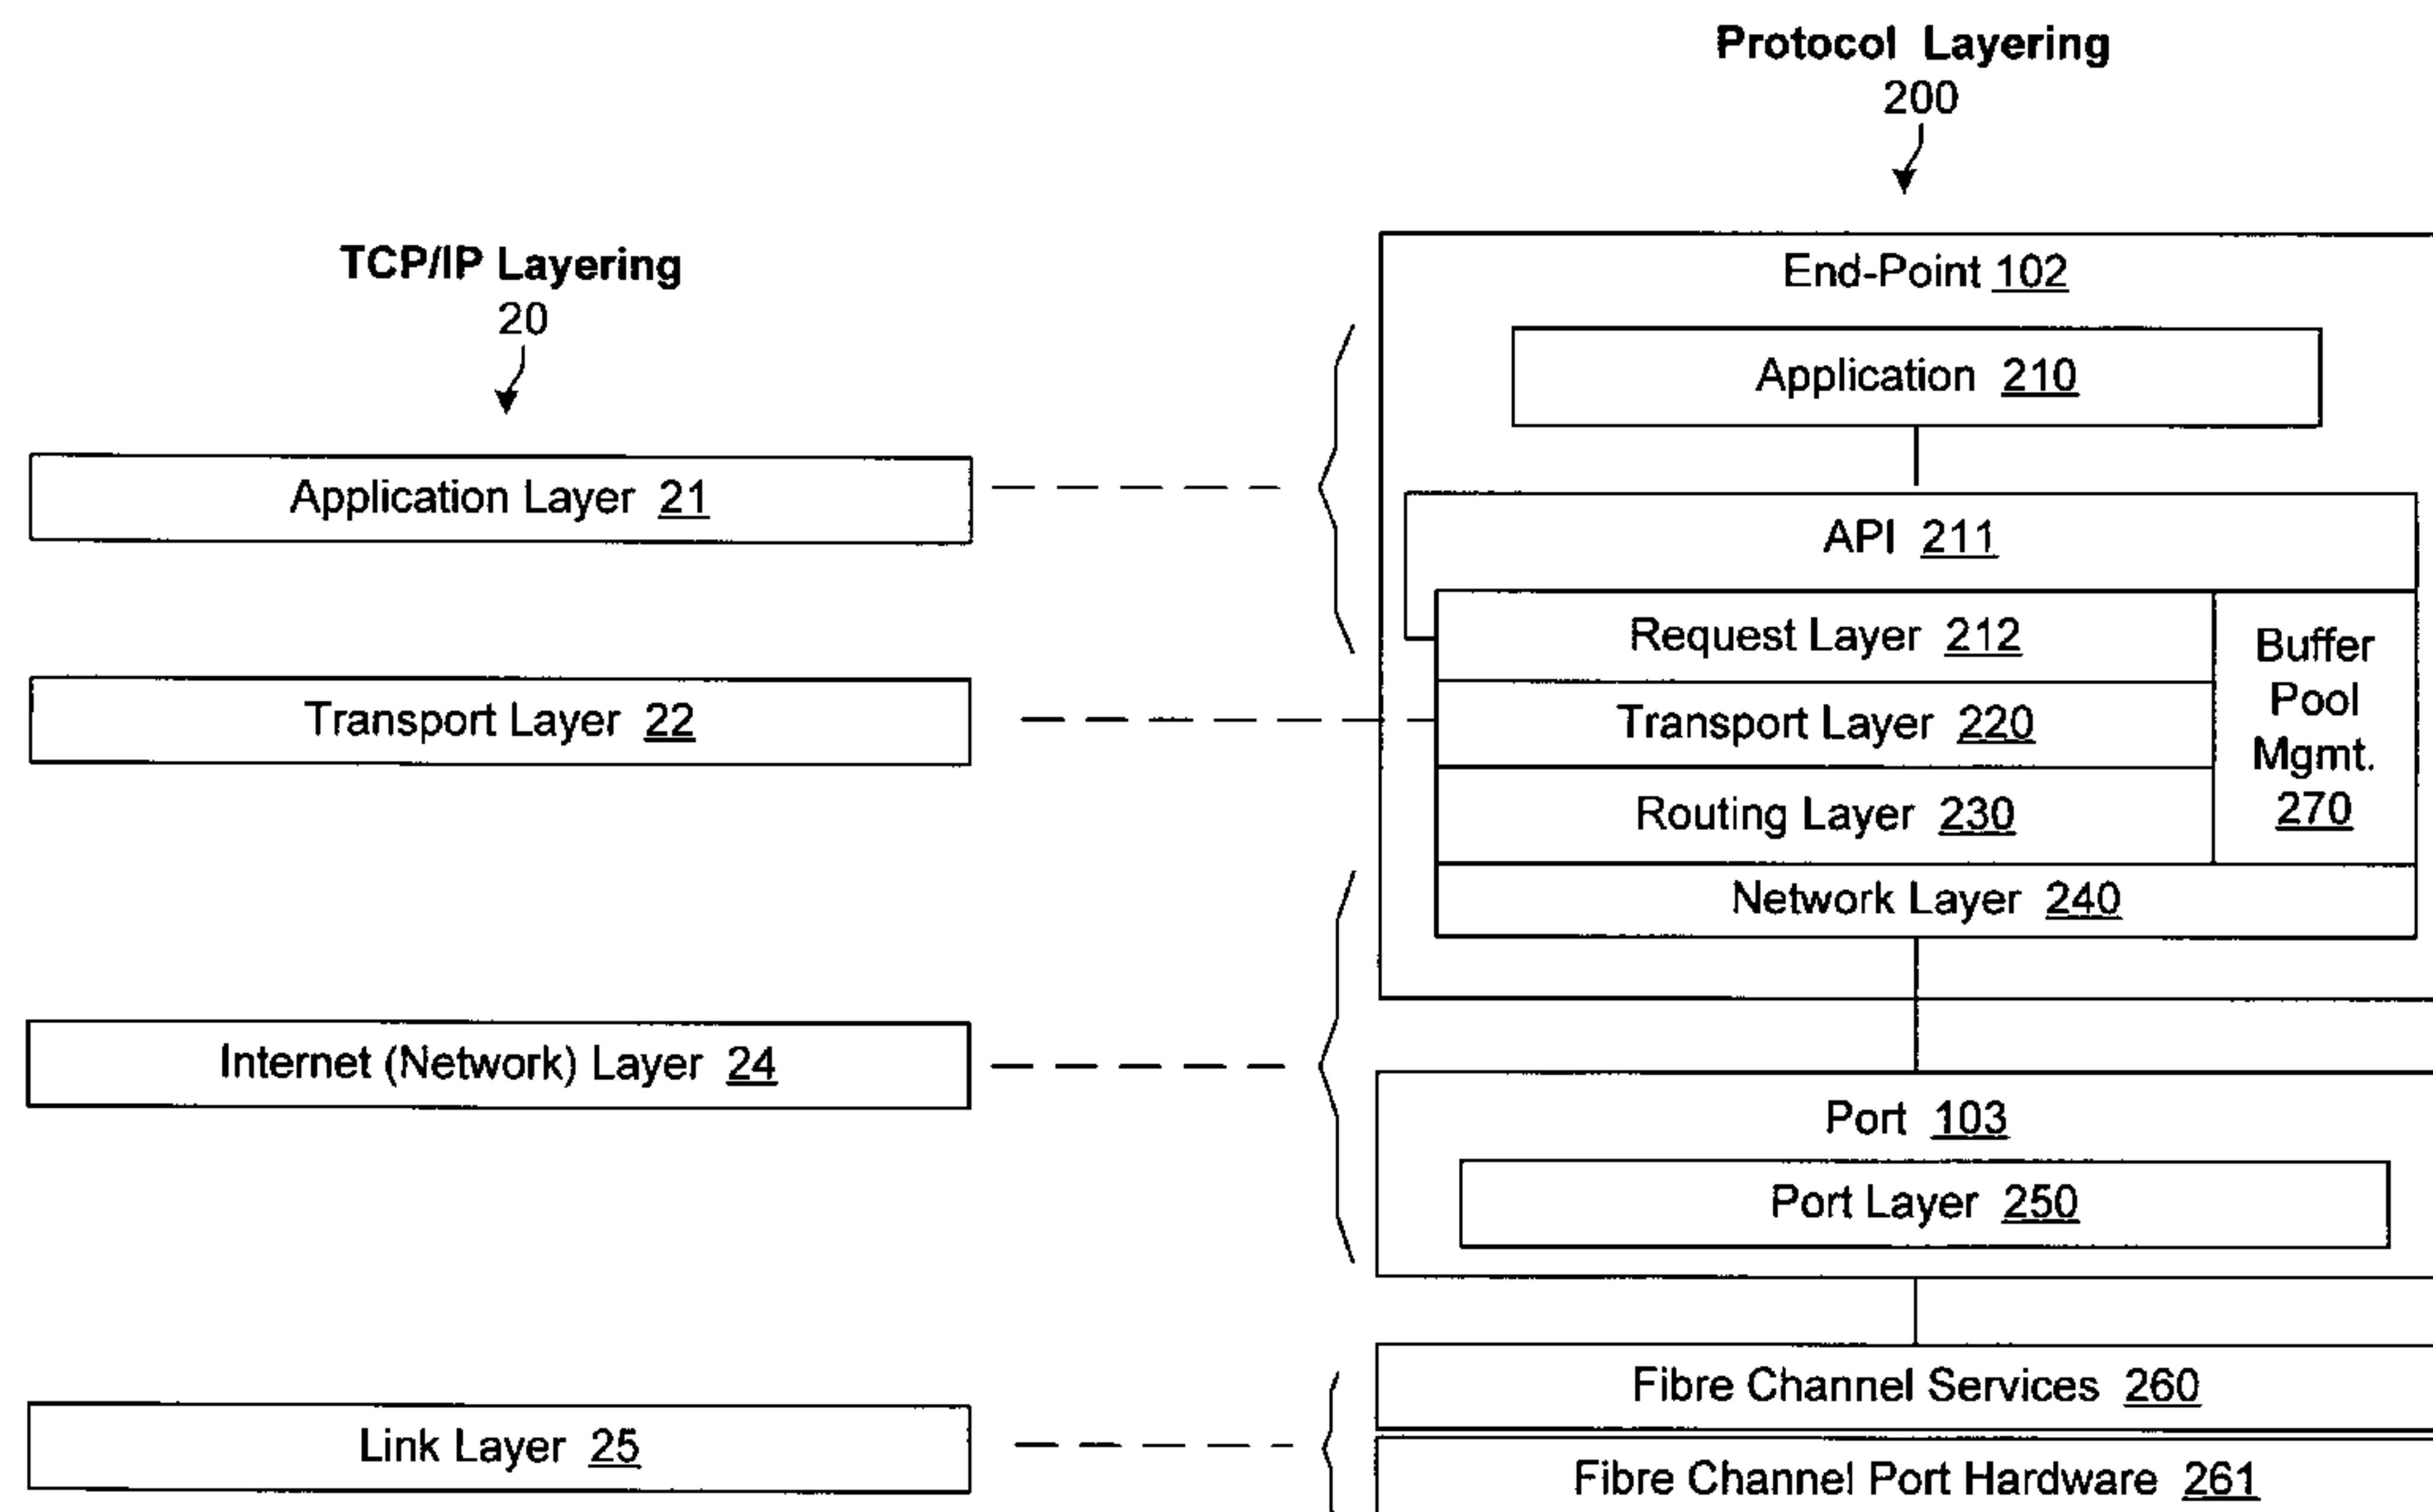 Protocol Layering
200
TCP/IP Layering
20
Application Layer 21
Transport Layer 22
Internet (Network) Layer 24
Link Layer 25
End-Point 102
Application 210
API 211
Request Layer 212
Transport Layer 220
Routing Layer 230
Buffer
Pool
Mgmt.
270
Network Layer 240
Port 103
Port Layer 250
Fibre Channel Services 260
Fibre Channel Port Hardware 261